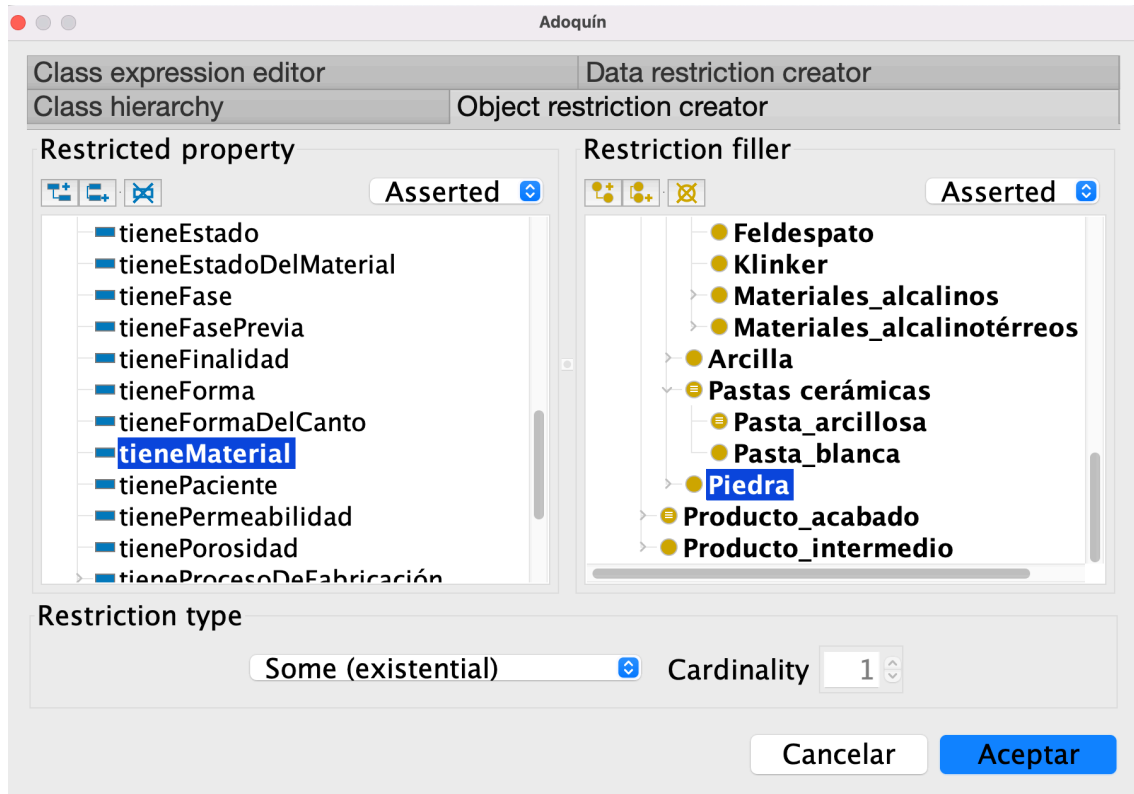 Adoquín
Class expression editor
Data restriction creator
Class hierarchy
Object restriction creator
Restricted property
Asserted
tieneEstado
tieneEstadoDelMaterial
tieneFase
tieneFasePrevia
tieneFinalidad
tieneForma
tieneFormaDelCanto
tieneMaterial
tienePaciente
tienePermeabilidad
tienePorosidad
tieneProcesoDeFabricación
Restriction filler
Asserted
Feldespato
Klinker
Materiales_alcalinos
Materiales_alcalinotérreos
Arcilla
Pastas cerámicas
Pasta_arcillosa
Pasta_blanca
Piedra
Producto_acabado
Producto_intermedio
Restriction type
Some (existential)
Cardinality
1
Cancelar
Aceptar